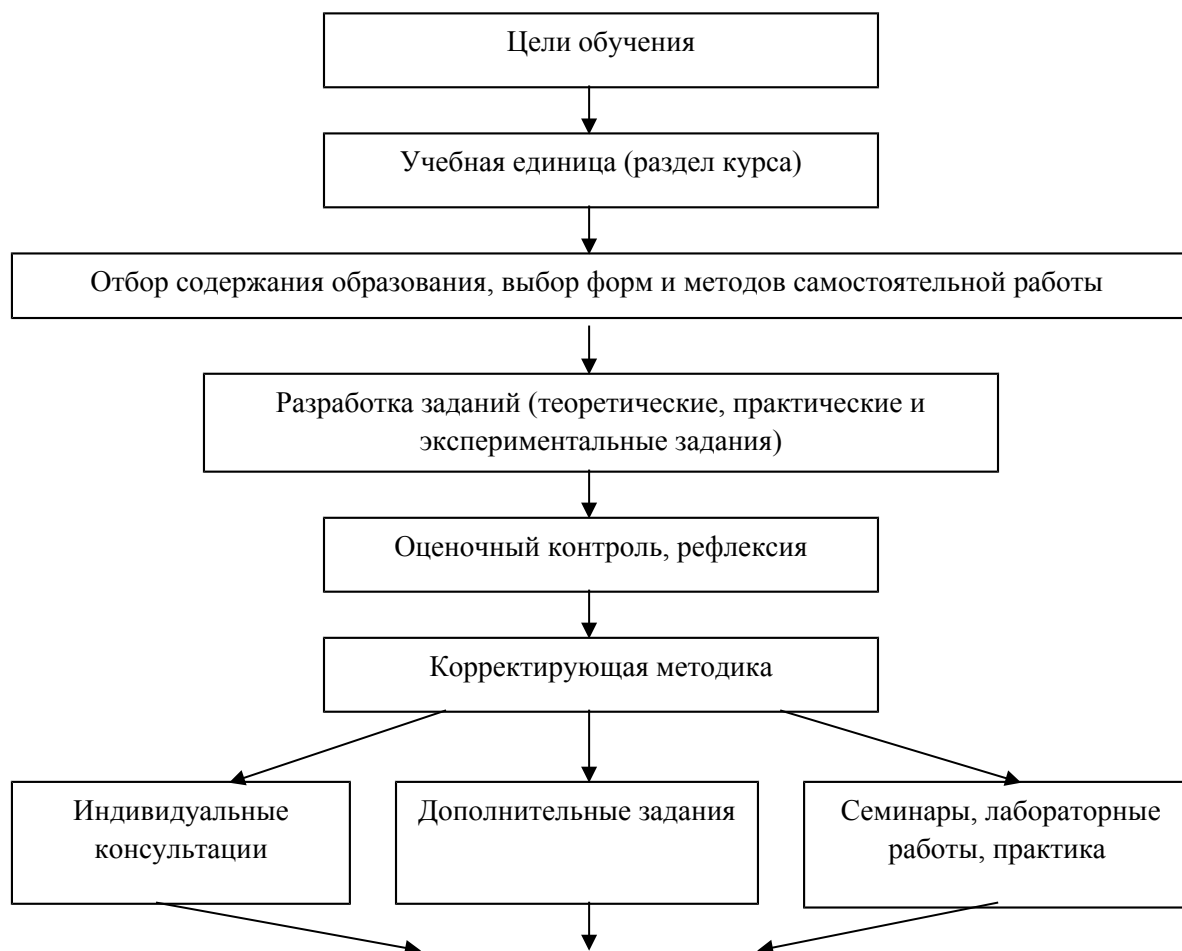 Цели обучения
Учебная единица (раздел курса)
Отбор содержания образования, выбор форм и методов самостоятельной работы
Разработка заданий (теоретические, практические и
экспериментальные задания)
Оценочный контроль, рефлексия
Корректирующая методика
Индивидуальные
консультации
Дополнительные задания
Семинары, лабораторные
работы, практика